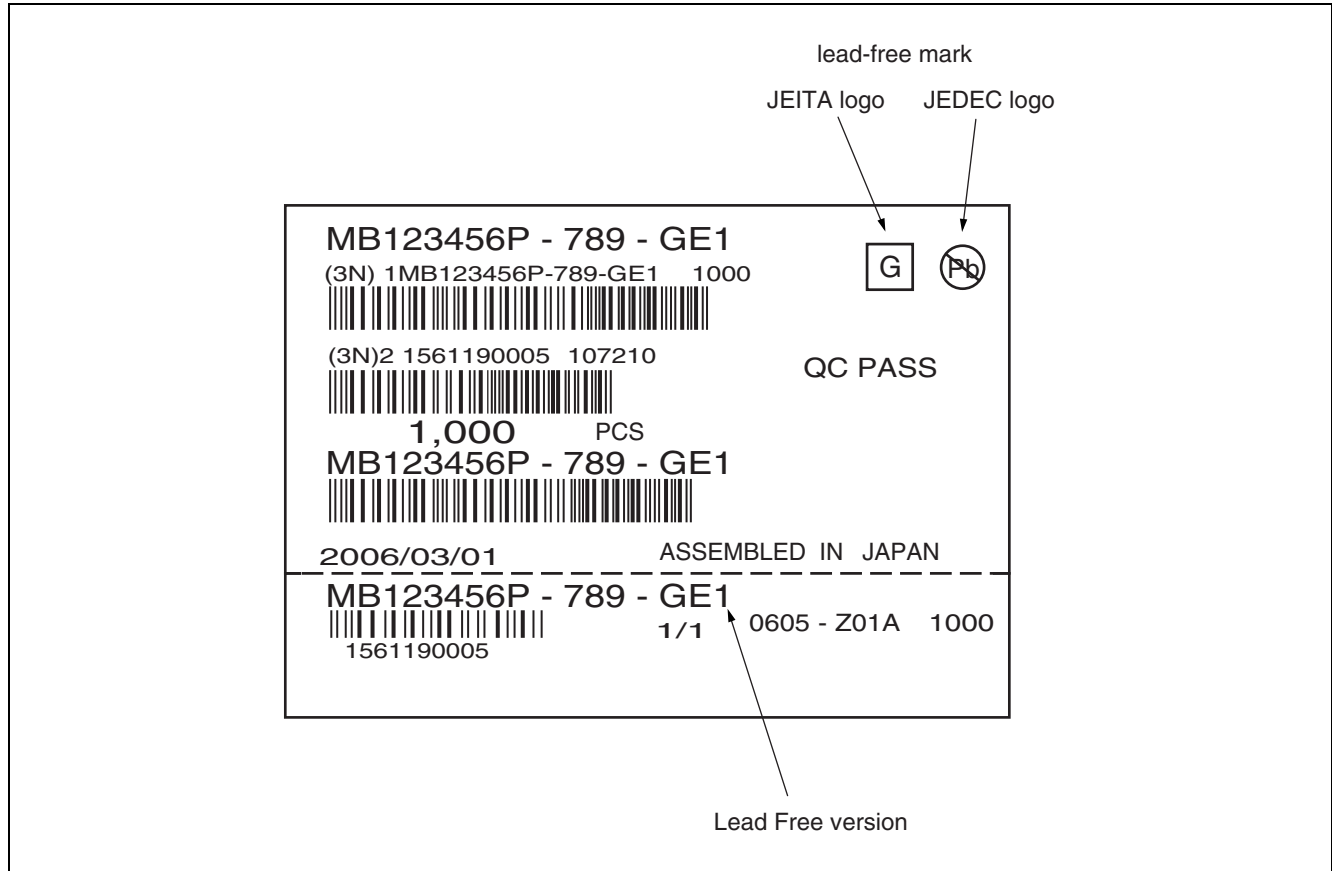 lead-free mark
JEITA logo JEDEC logo
MB123456P - 789 - GE1
(3N) 1MB123456P-789-GE1 1000
G Pb
(3N)2 1561190005 107210
QC PASS
1,000 PCS
MB123456P - 789 - GE1
2006/03/01 ASSEMBLED IN JAPAN
MB123456P - 789 - GE1
1/1 0605 - Z01A 1000
1561190005
Lead Free version